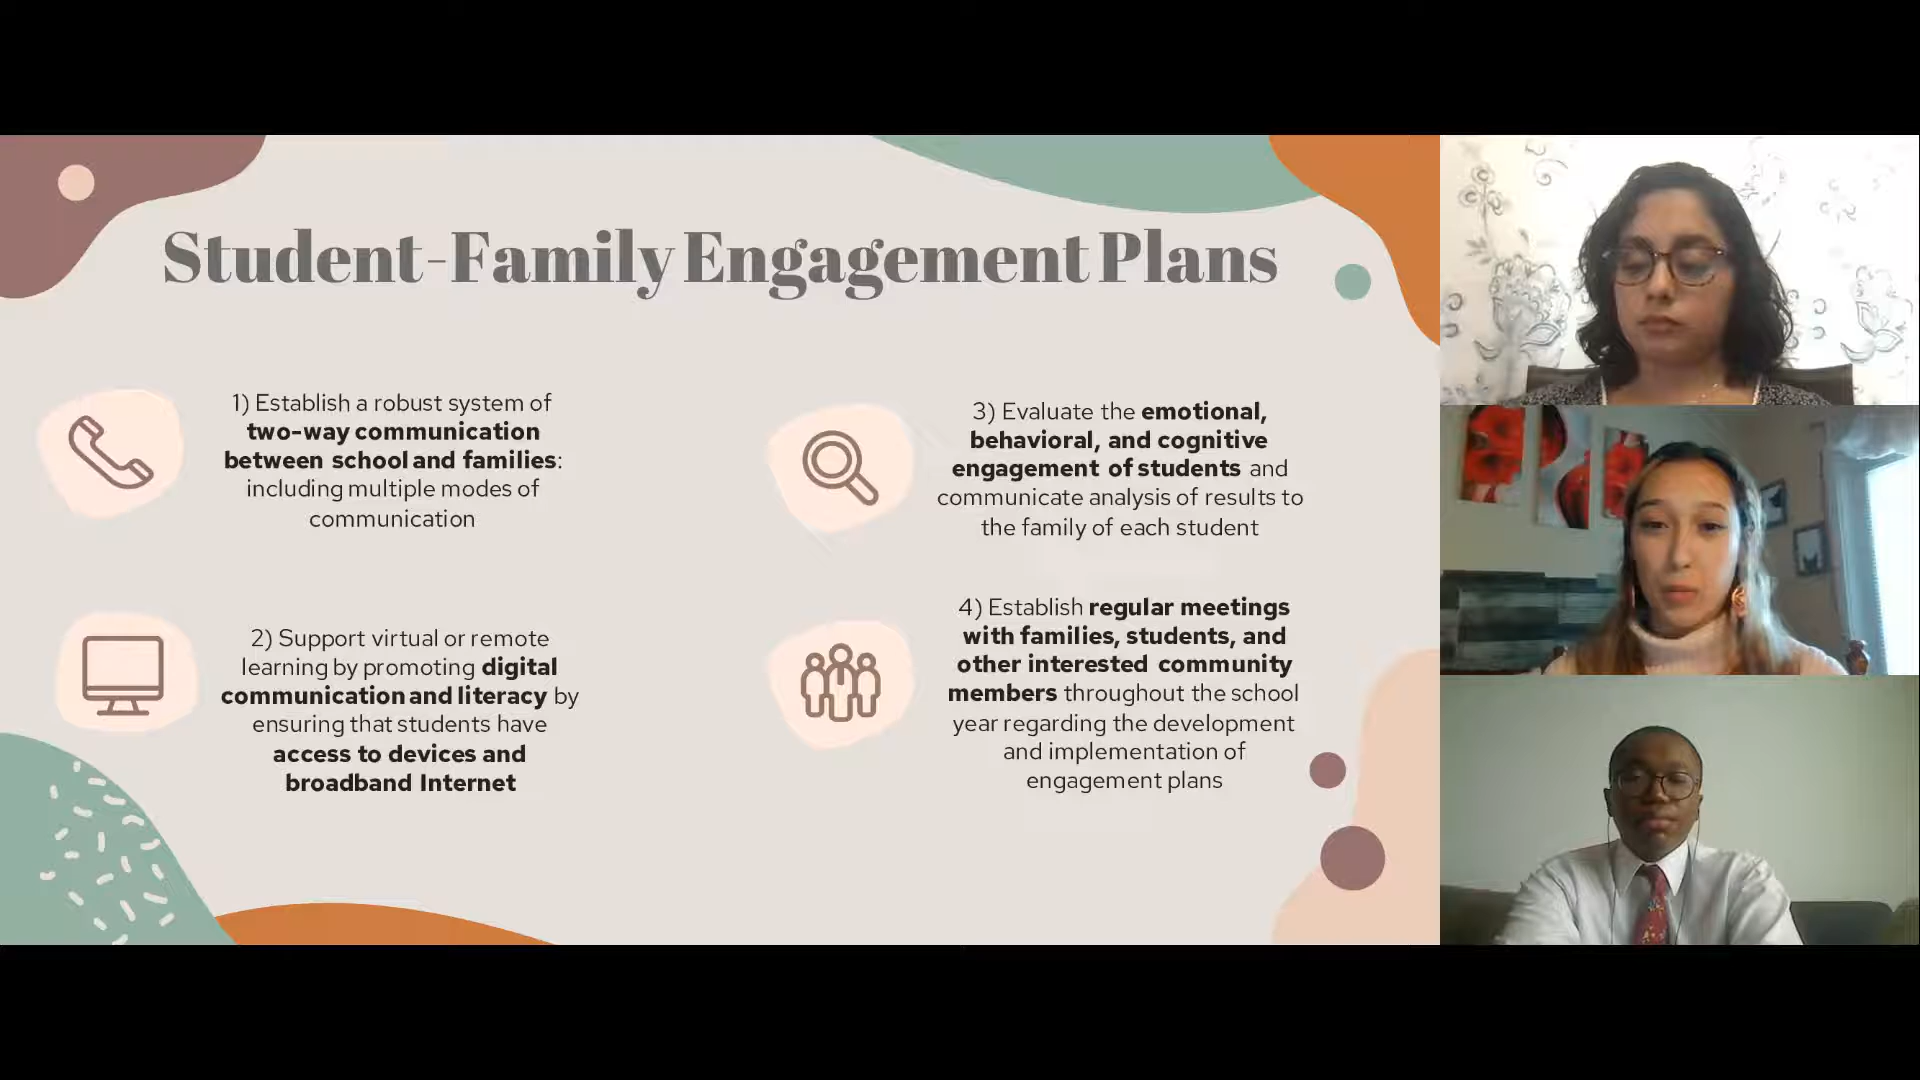 Student-Family Engagement Plans
1) Establish a robust system of
two-way communication
between school and families:
including multiple modes of
communication
2) Support virtual or remote
learning by promoting digital
communication and literacy by
ensuring that students have
access to devices and
broadband Internet
3) Evaluate the emotional,
behavioral, and cognitive
engagement of students and
communicate analysis of results to
the family of each student
4) Establish regular meetings
with families, students, and
other interested community
members throughout the school
year regarding the development
and implementation of
engagement plans